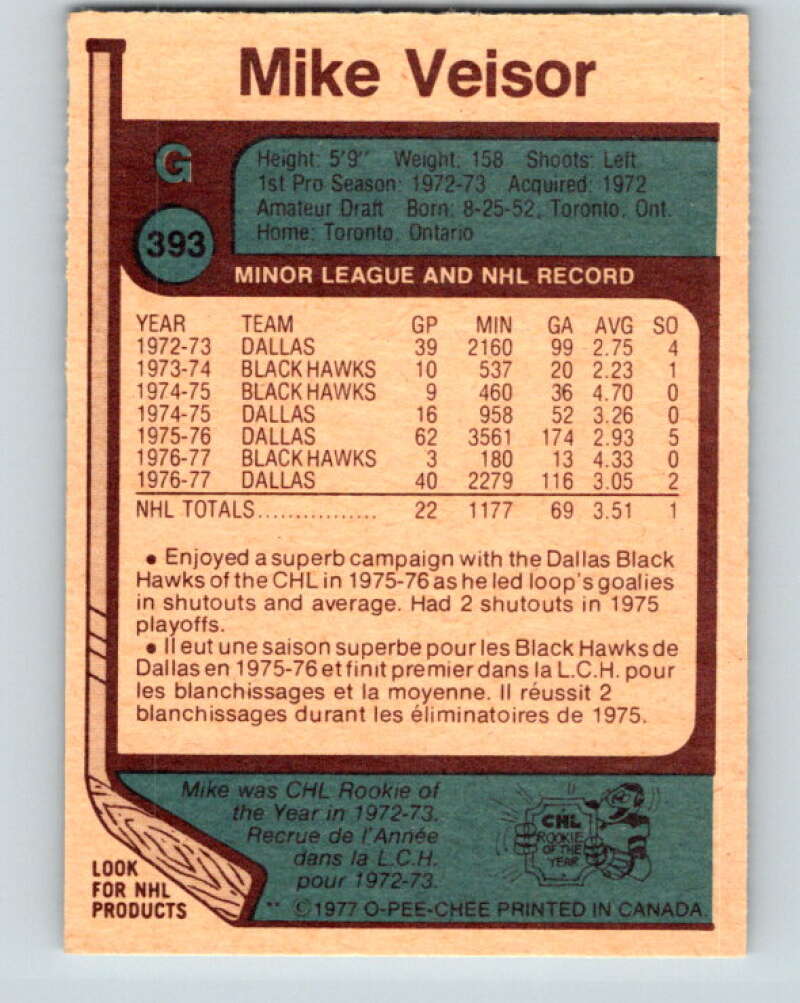 Mike Veisor
G
393
Height: 5'9" Weight: 158 Shoots: Left
1st Pro Season: 1972-73 Acquired: 1972
Amateur Draft Born: 8-25-52, Toronto, Ont.
Home: Toronto, Ontario
MINOR LEAGUE AND NHL RECORD
YEAR TEAM GP MIN GA AVG SO
1972-73 DALLAS 39 2160 99 2.75 4
1973-74 BLACK HAWKS 10 537 20 2.23 1
1974-75 BLACK HAWKS 9 460 36 4.70 0
1974-75 DALLAS 16 958 52 3.26 0
1975-76 DALLAS 62 3561 174 2.93 5
1976-77 BLACK HAWKS 3 180 13 4.33 0
1976-77 DALLAS 40 2279 116 3.05 2
NHL TOTALS................ 22 1177 69 3.51 1
• Enjoyed a superb campaign with the Dallas Black
Hawks of the CHL in 1975-76 as he led loop's goalies
in shutouts and average. Had 2 shutouts in 1975
playoffs.
• Il eut une saison superbe pour les Black Hawks de
Dallas en 1975-76 et finit premier dans la L.C.H. pour
les blanchissages et la moyenne. Il réussit 2
blanchissages durant les éliminatoires de 1975.
Mike was CHL Rookie of
the Year in 1972-73.
Recrue de l'Année
dans la L.C.H.
pour 1972-73.
CHL
ROOKIE
OF THE
YEAR
LOOK
FOR NHL
PRODUCTS
** ©1977 O-PEE-CHEE PRINTED IN CANADA.